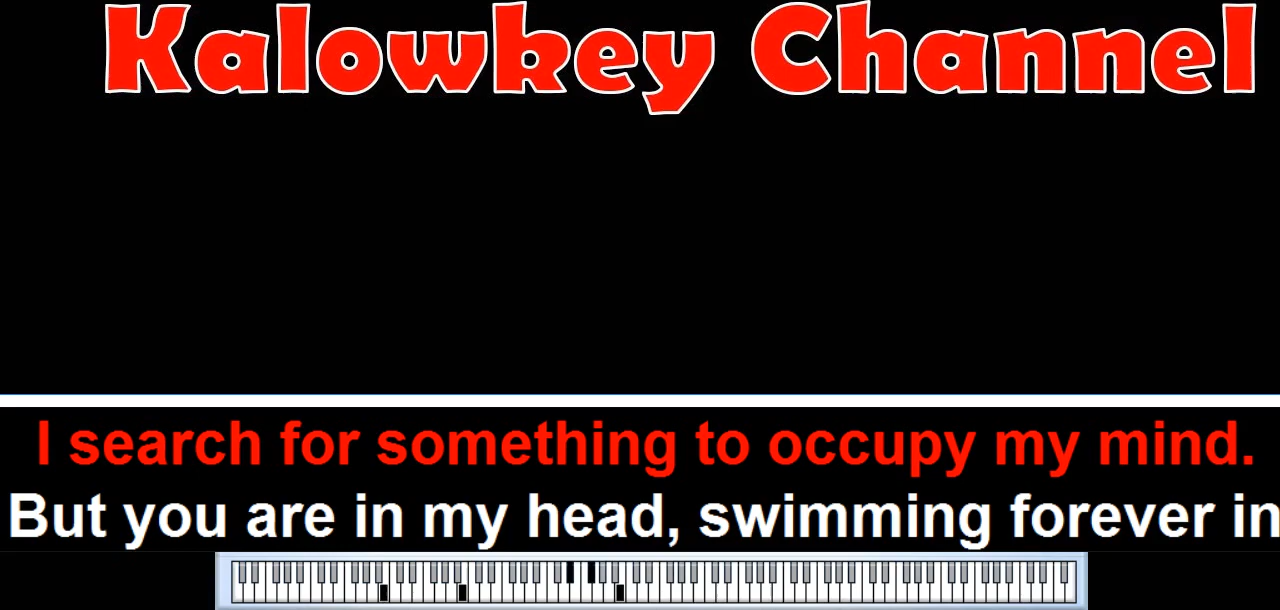 Kalowkey Channel
I search for something to occupy my mind.
But you are in my head, swimming forever in